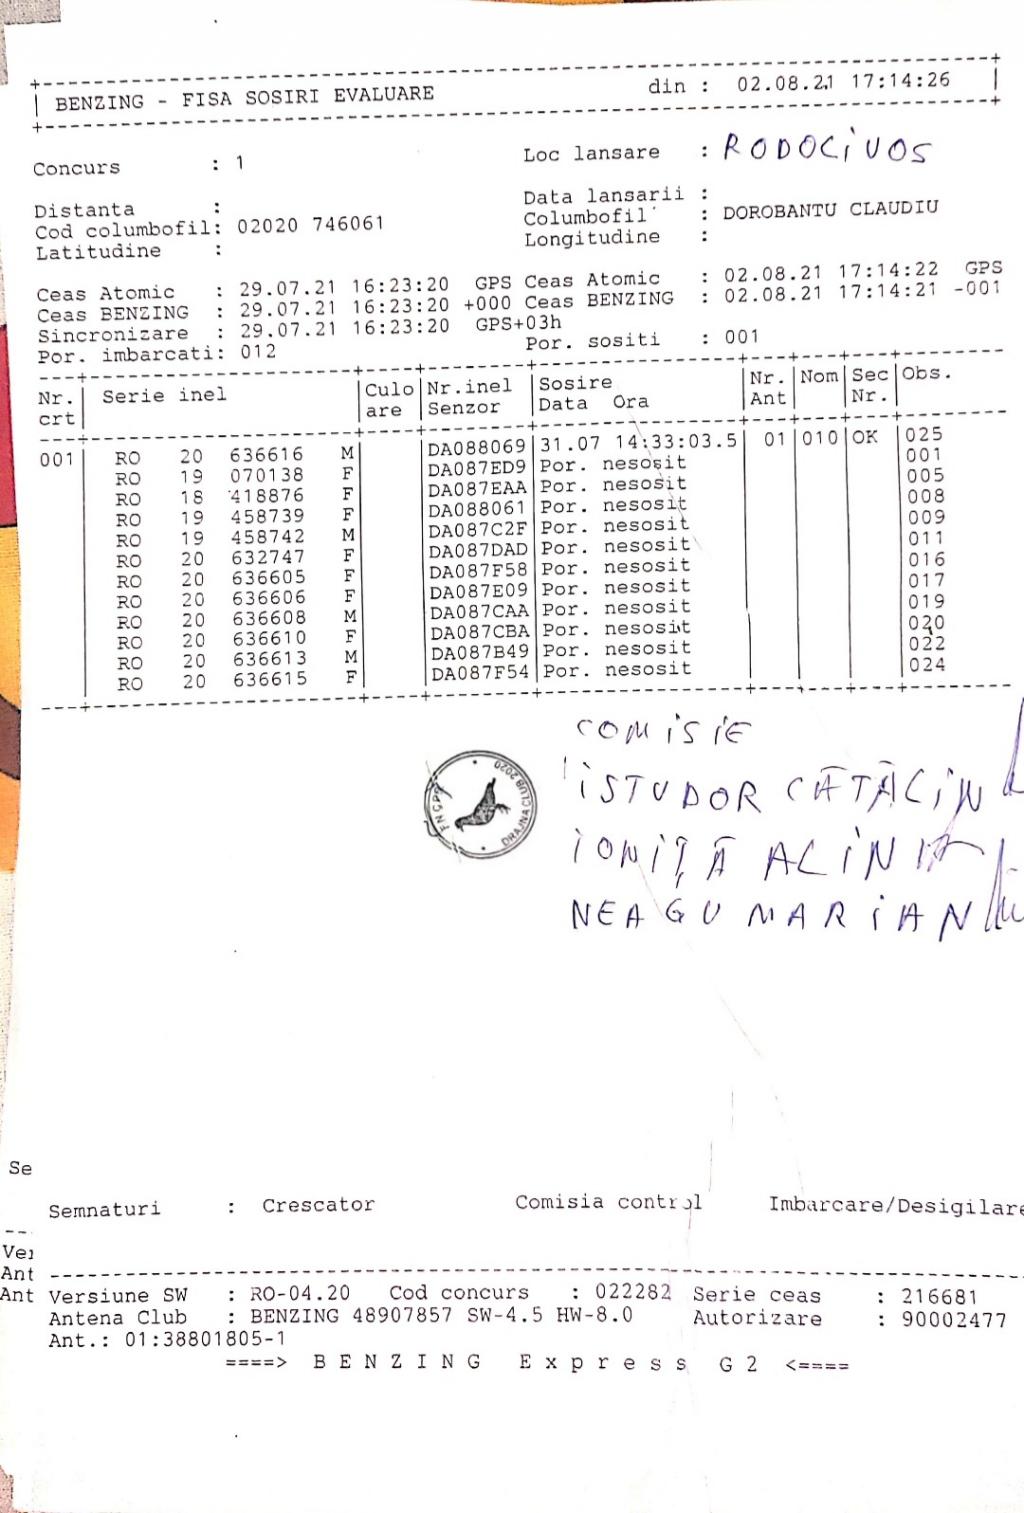 BENZING - FISA SOSIRI EVALUARE din : 02.08.21 17:14:26
Concurs : 1 Loc lansare : RODOCIVOS
Distanta : Data lansarii :
Cod columbofil: 02020 746061 Columbofil : DOROBANTU CLAUDIU
Latitudine : Longitudine :
Ceas Atomic : 29.07.21 16:23:20 GPS Ceas Atomic : 02.08.21 17:14:22 GPS
Ceas BENZING : 29.07.21 16:23:20 +000 Ceas BENZING : 02.08.21 17:14:21 -001
Sincronizare : 29.07.21 16:23:20 GPS+03h
Por. imbarcati: 012 Por. sositi : 001
Nr. Serie inel Culo Nr.inel Sosire Nr. Nom Sec Obs.
crt are Senzor Data Ora Ant Nr.
001 RO 20 636616 M DA088069 31.07 14:33:03.5 01 010 OK 025
RO 19 070138 F DA087ED9 Por. nesosit 001
RO 18 418876 F DA087EAA Por. nesosit 005
RO 19 458739 F DA088061 Por. nesosit 008
RO 19 458742 M DA087C2F Por. nesosit 009
RO 20 632747 F DA087DAD Por. nesosit 011
RO 20 636605 F DA087F58 Por. nesosit 016
RO 20 636606 F DA087E09 Por. nesosit 017
RO 20 636608 M DA087CAA Por. nesosit 019
RO 20 636610 F DA087CBA Por. nesosit 020
RO 20 636613 M DA087B49 Por. nesosit 022
RO 20 636615 F DA087F54 Por. nesosit 024
COMISIE
ISTUDOR CĂTĂLIN
IONIȚĂ ALIN
NEAGU MARIAN
DRAJNA CLUB 2020
Se
Semnaturi : Crescator Comisia control Imbarcare/Desigilare
Ver
Ant
Ant
Versiune SW : RO-04.20 Cod concurs : 022282 Serie ceas : 216681
Antena Club : BENZING 48907857 SW-4.5 HW-8.0 Autorizare : 90002477
Ant.: 01:38801805-1
====> B E N Z I N G E x p r e s s G 2 <====